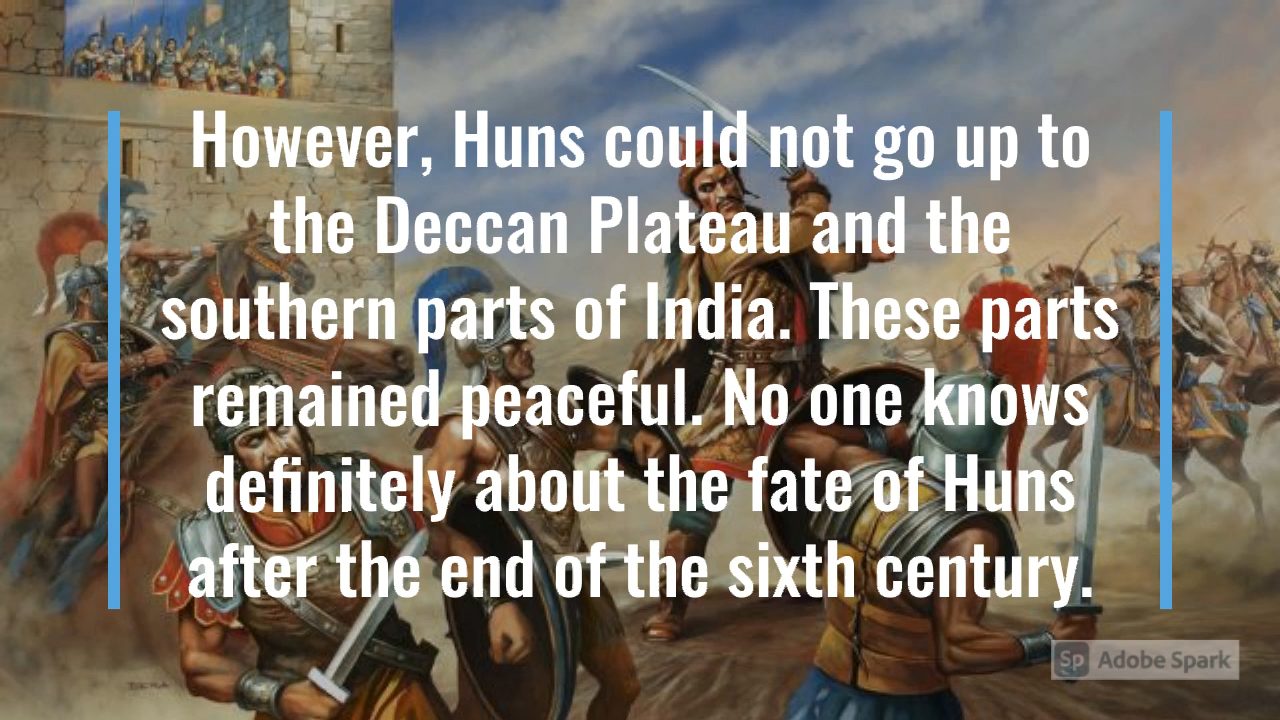 However, Huns could not go up to
the Deccan Plateau and the
southern parts of India. These parts
remained peaceful. No one knows
definitely about the fate of Huns
after the end of the sixth century.
Sp Adobe Spark